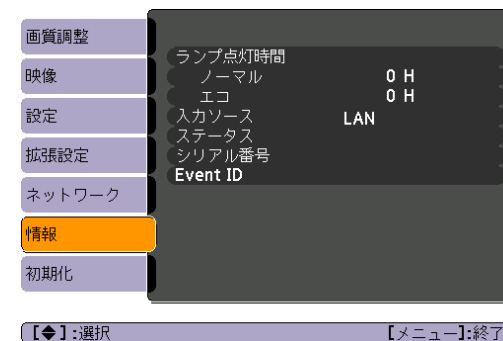 画質調整
映像
設定
拡張設定
ネットワーク
情報
初期化
ランプ点灯時間
ノーマル 0 H
エコ 0 H
入力ソース LAN
ステータス
シリアル番号
Event ID
【◆】:選択 【メニュー】:終了